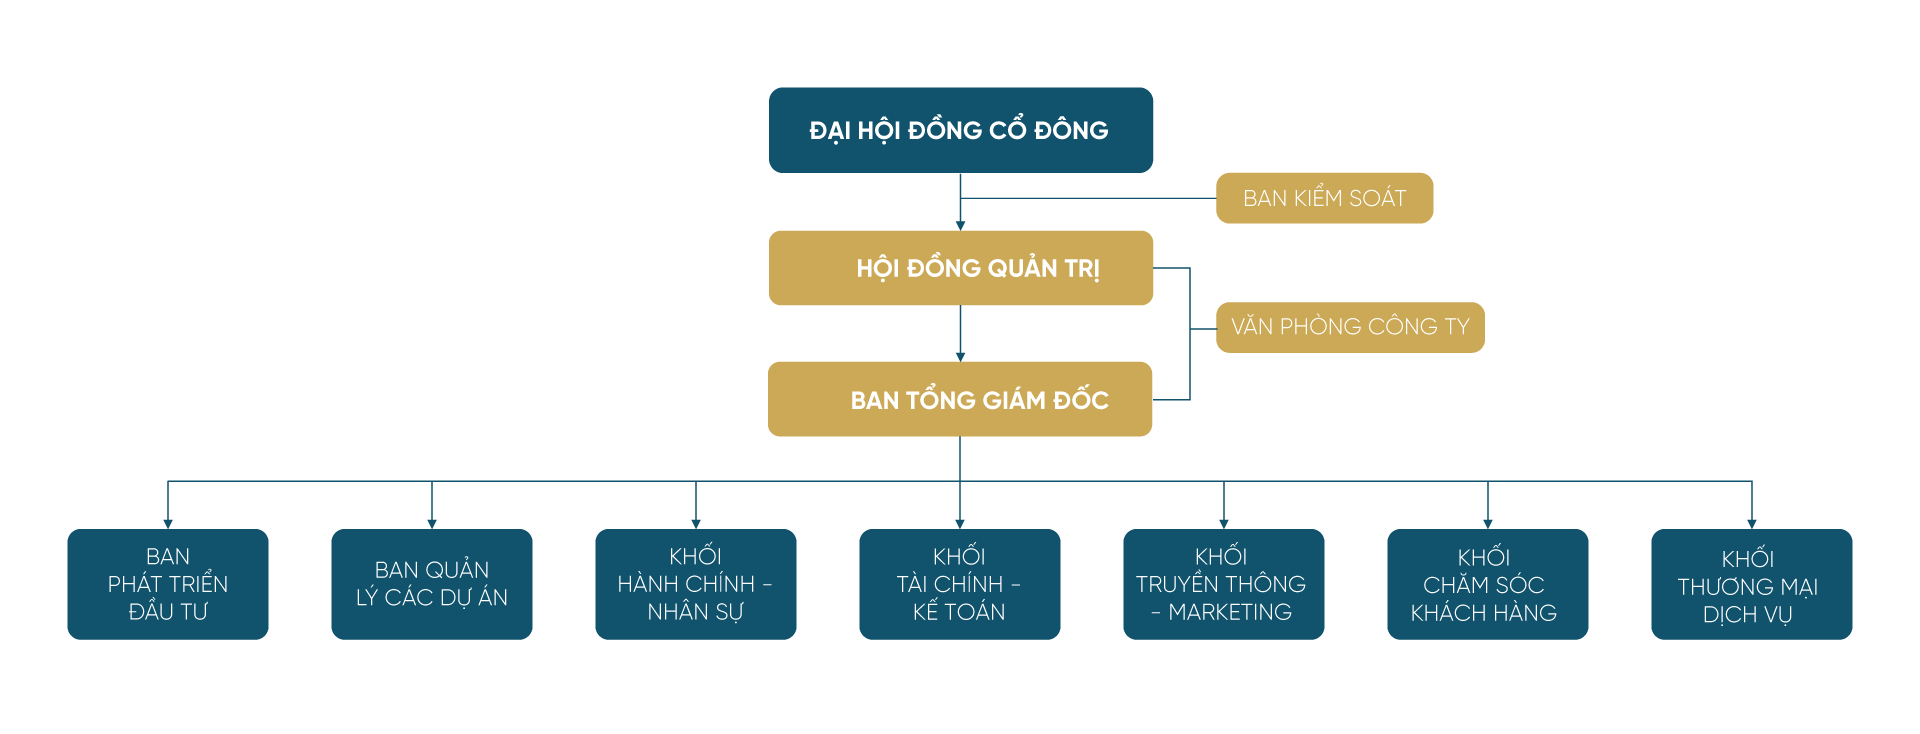 ĐẠI HỘI ĐỒNG CỔ ĐÔNG
BAN KIỂM SOÁT
HỘI ĐỒNG QUẢN TRỊ
VĂN PHÒNG CÔNG TY
BAN TỔNG GIÁM ĐỐC
BAN
PHÁT TRIỂN
ĐẦU TƯ
BAN QUẢN
LÝ CÁC DỰ ÁN
KHỐI
HÀNH CHÍNH -
NHÂN SỰ
KHỐI
TÀI CHÍNH -
KẾ TOÁN
KHỐI
TRUYỀN THÔNG
- MARKETING
KHỐI
CHĂM SÓC
KHÁCH HÀNG
KHỐI
THƯƠNG MẠI
DỊCH VỤ